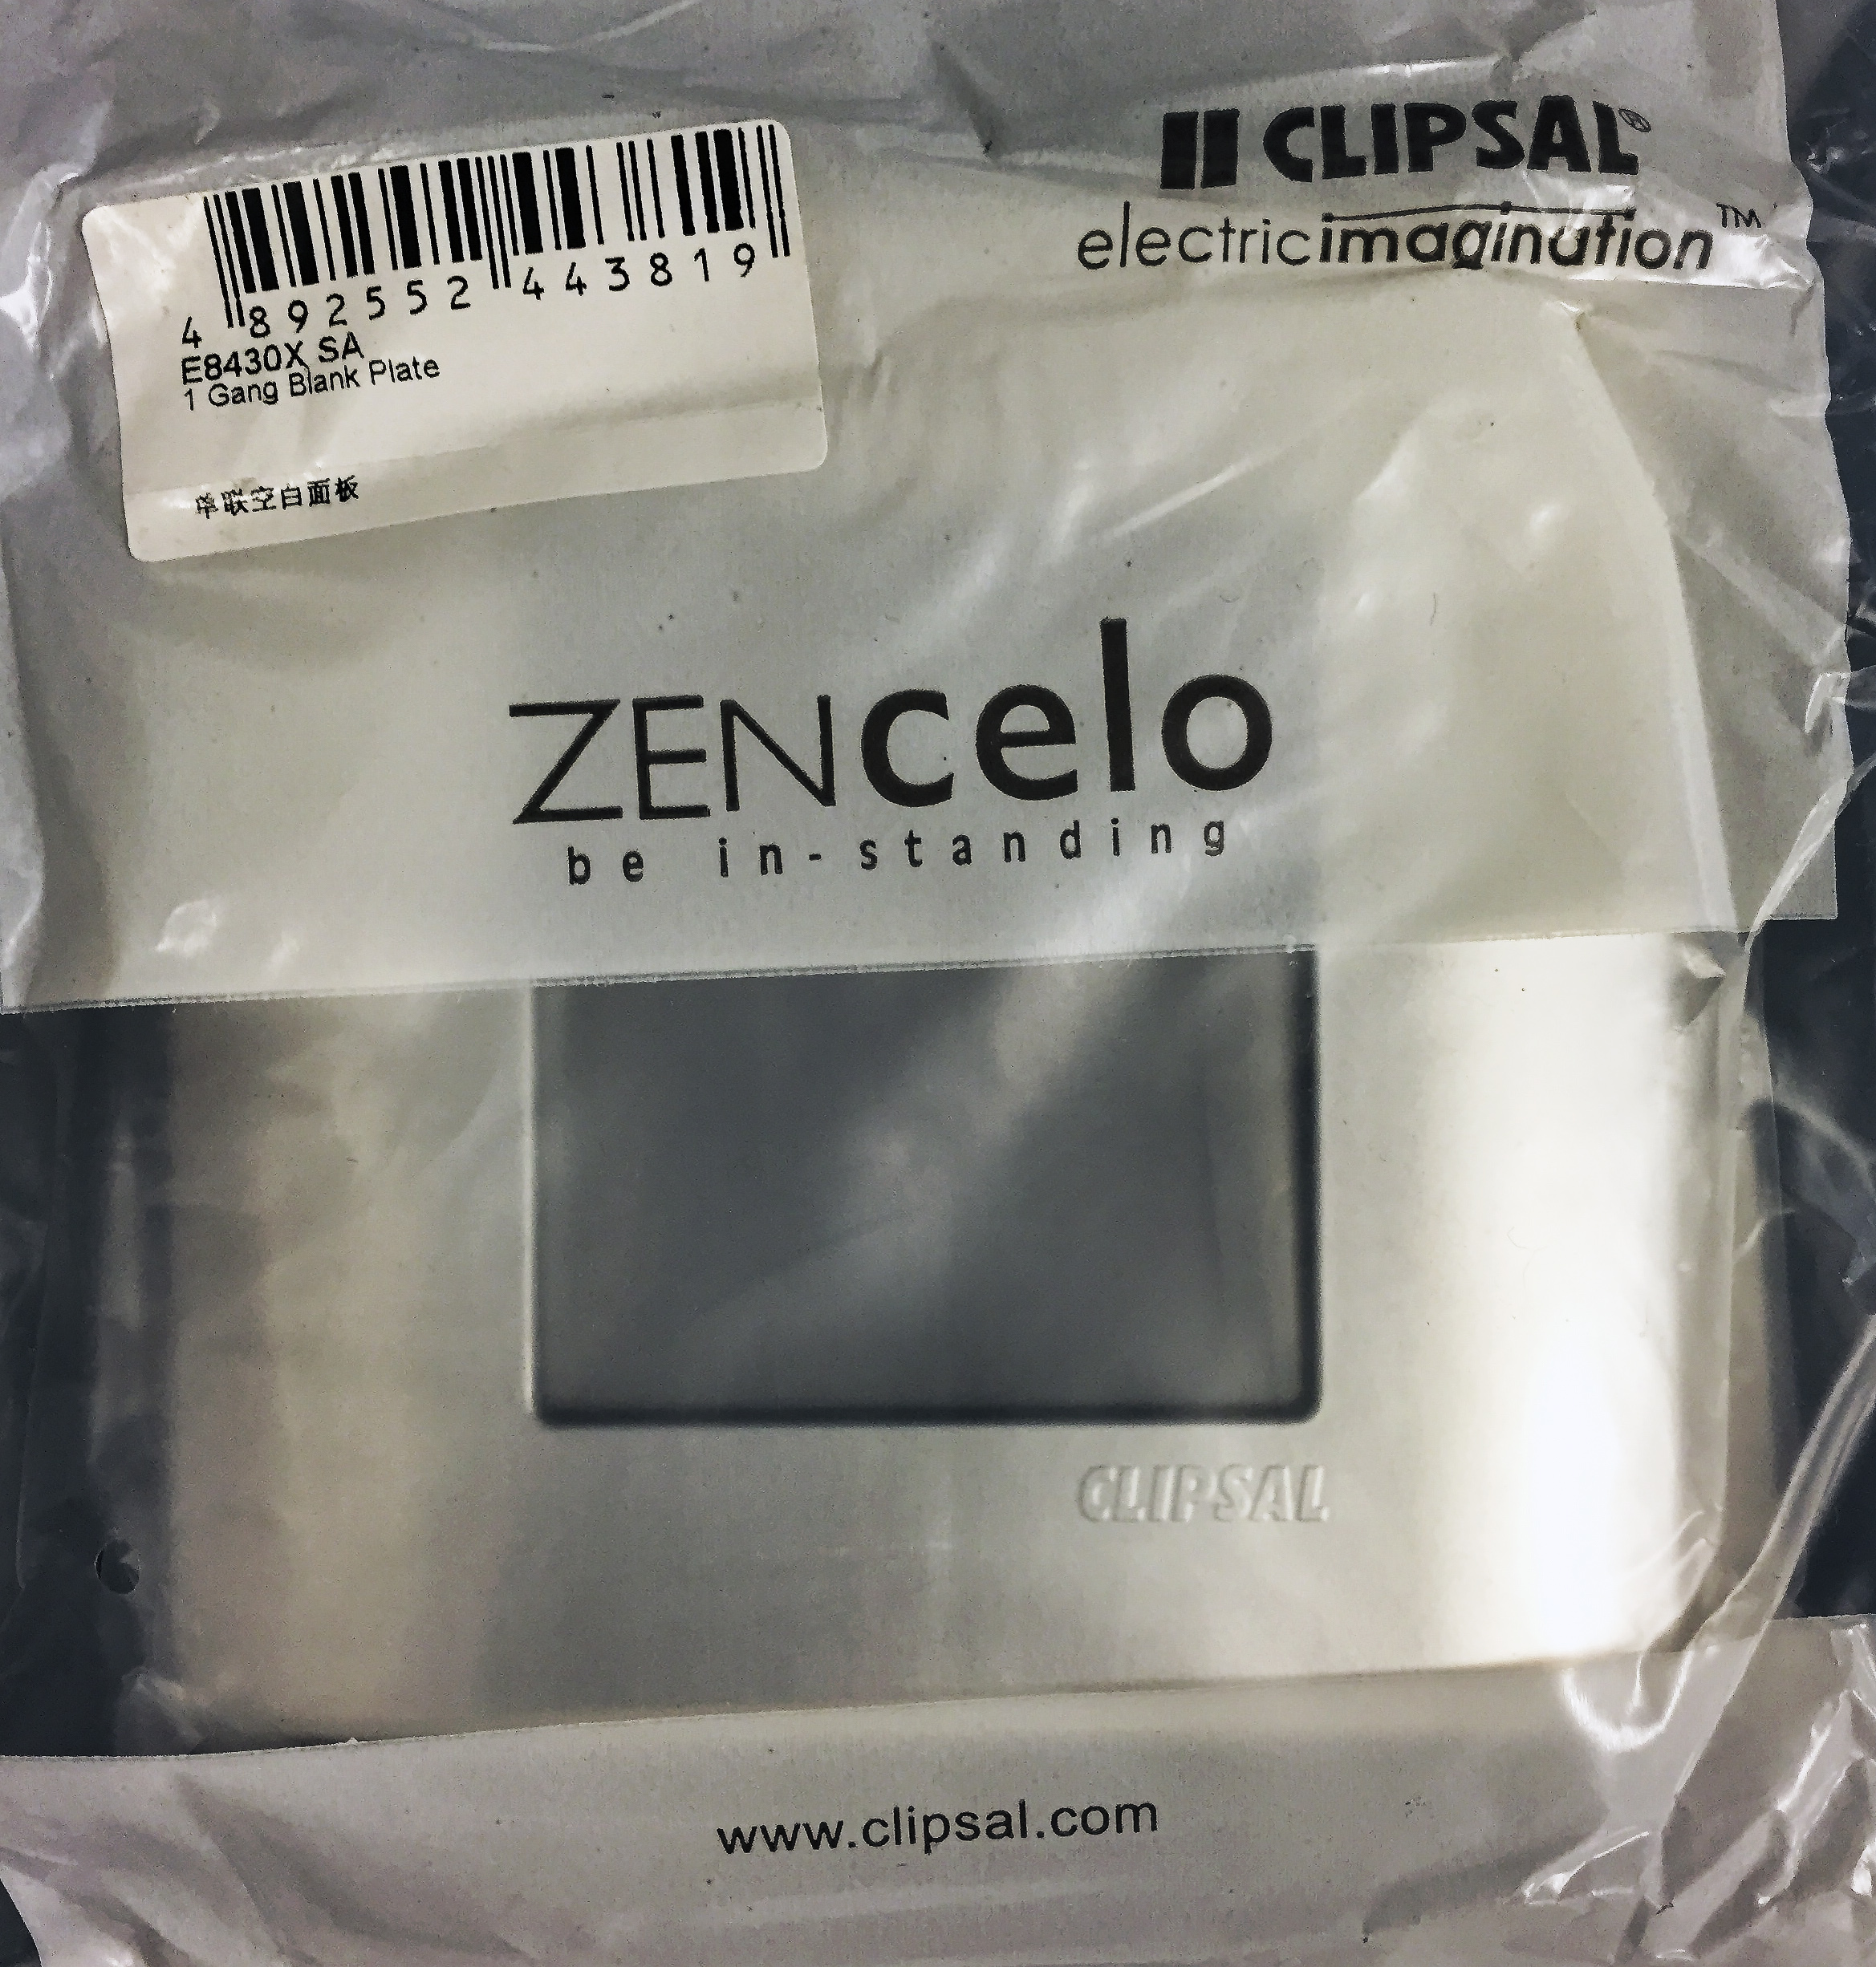 CLIPSAL®
electricimagination™
4 892552 443819
E8430X SA
1 Gang Blank Plate
单联空白面板
ZENcelo
be in-standing
CLIPSAL
www.clipsal.com